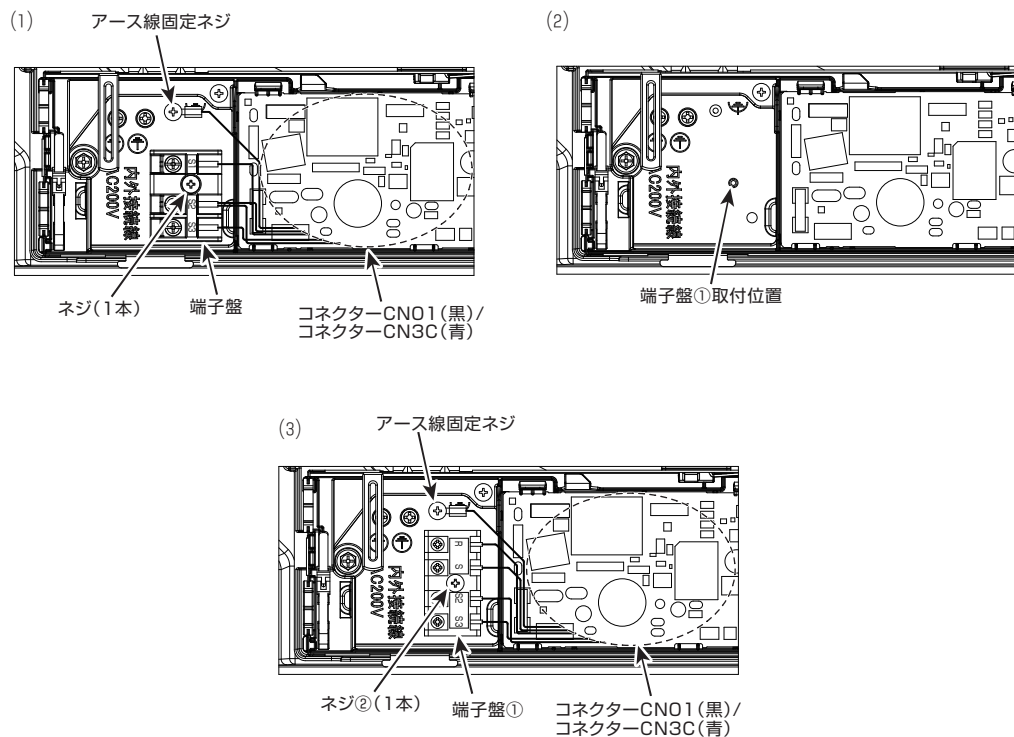 (1)
アース線固定ネジ
内外接続線
AC200V
S2
S3
ネジ(1本)
端子盤
コネクターCN01(黒)/
コネクターCN3C(青)
(2)
内外接続線
AC200V
端子盤①取付位置
(3)
アース線固定ネジ
内外接続線
AC200V
R
S
S2
S3
ネジ②(1本)
端子盤①
コネクターCN01(黒)/
コネクターCN3C(青)